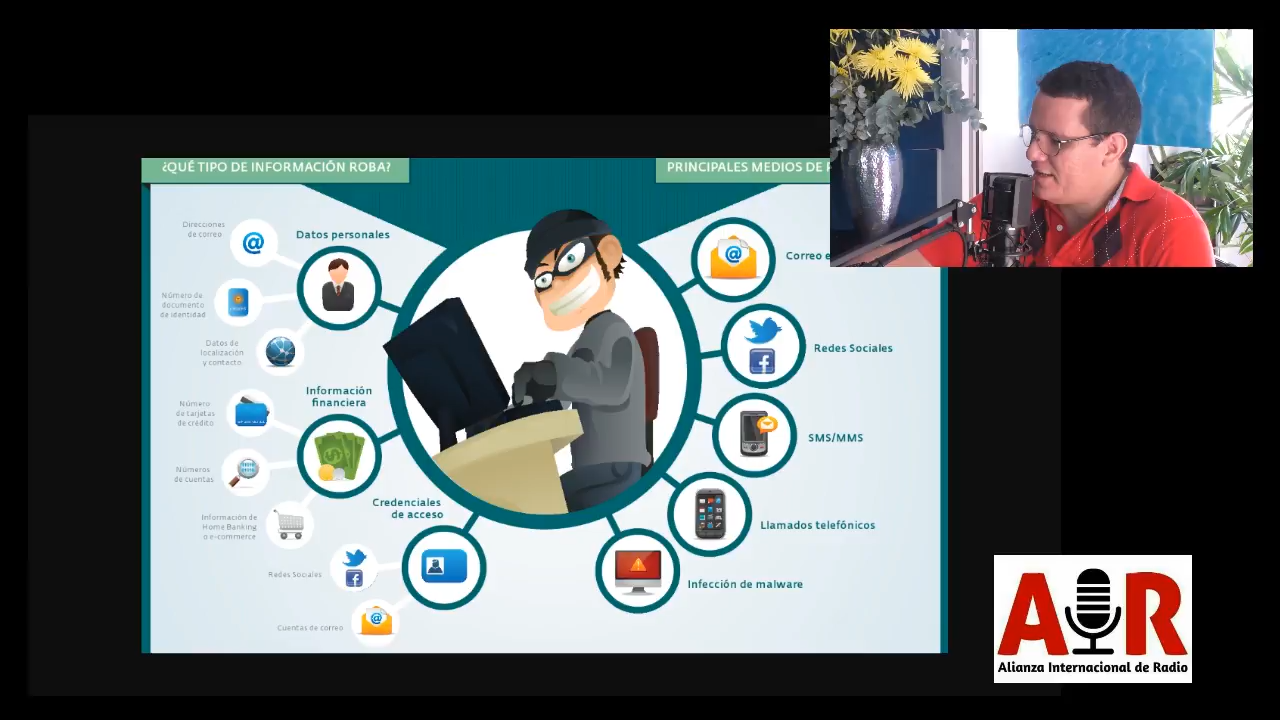 ¿QUÉ TIPO DE INFORMACIÓN ROBA?
PRINCIPALES MEDIOS DE
Direcciones
de correo
Datos personales
Número de
documento
de identidad
Datos de
localización
y contacto
Número
de tarjetas
de crédito
Información
financiera
Números
de cuentas
Información de
Home Banking
o e-commerce
Credenciales
de acceso
Redes Sociales
Cuentas de correo
Correo
Redes Sociales
SMS/MMS
Llamados telefónicos
Infección de malware
AIR
Alianza Internacional de Radio